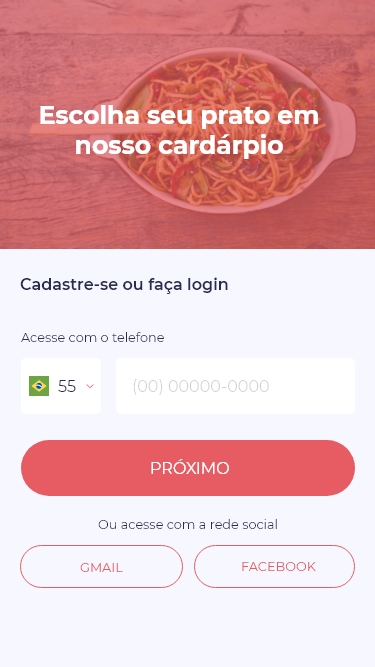 Escolha seu prato em
nosso cardárpio
Cadastre-se ou faça login
Acesse com o telefone
55
(00) 00000-0000
PRÓXIMO
Ou acesse com a rede social
GMAIL
FACEBOOK